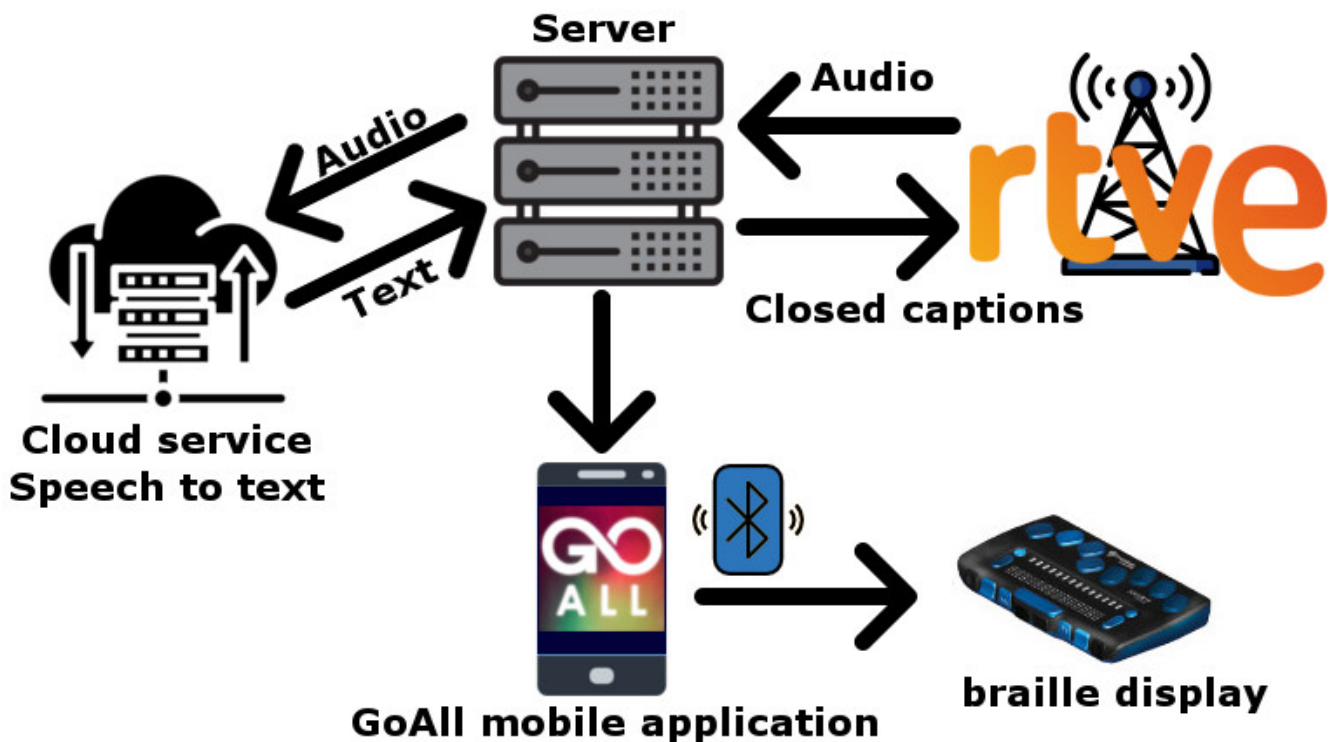 Server
Audio
rtve
Audio
Text
Closed captions
Cloud service
Speech to text
GO
ALL
GoAll mobile application
braille display